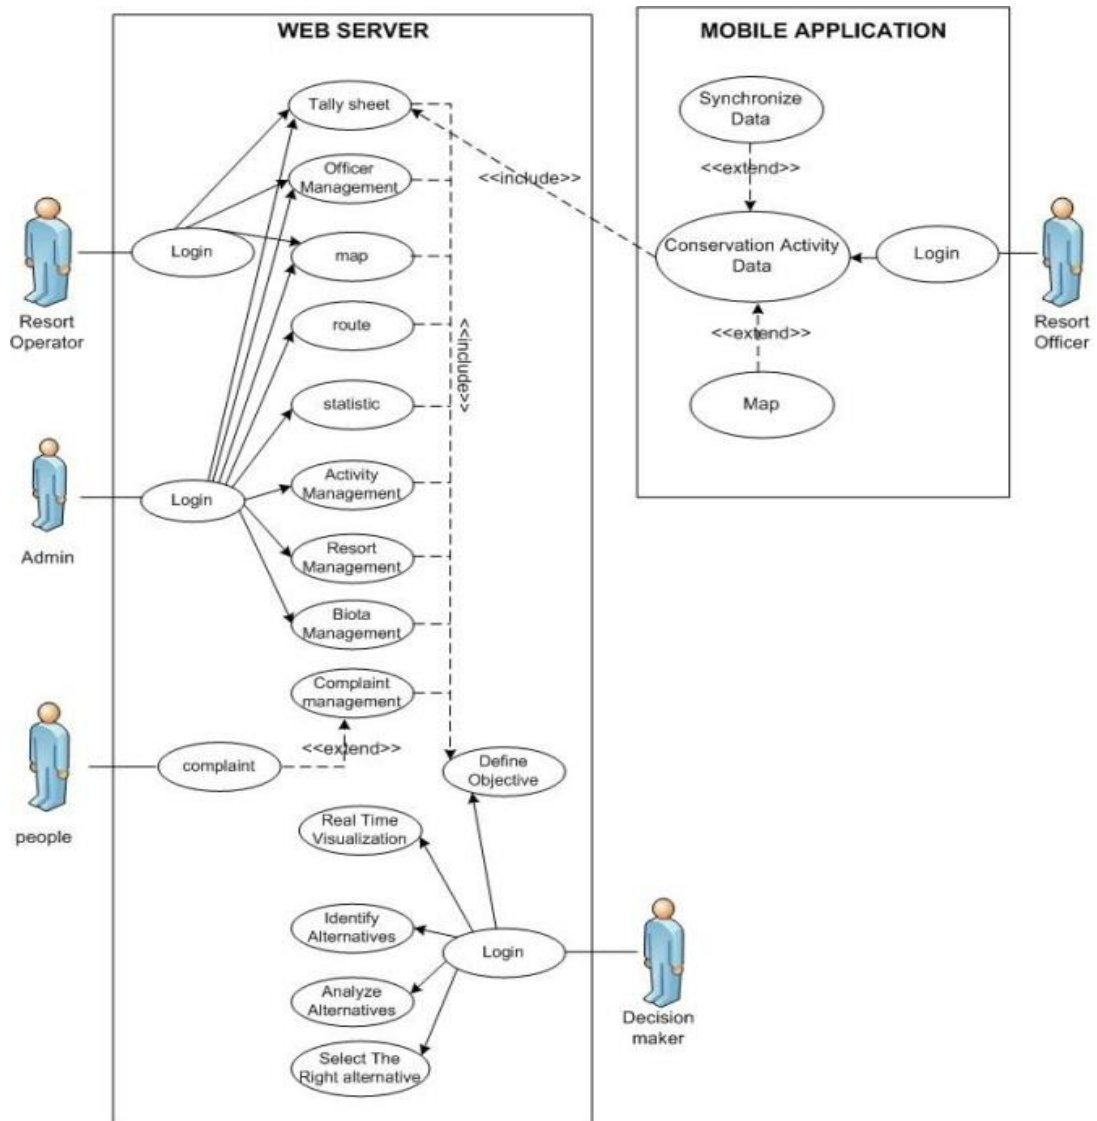 WEB SERVER
Tally sheet
Officer
Management
Login
map
Resort
Operator
route
<<include>>
statistic
Activity
Management
Login
Admin
Resort
Management
Biota
Management
Complaint
management
<<extend>>
complaint
people
Define
Objective
Real Time
Visualization
Identify
Alternatives
Login
Analyze
Alternatives
Select The
Right alternative
Decision
maker
MOBILE APPLICATION
Synchronize
Data
<<include>>
<<extend>>
Conservation Activity
Data
Login
Resort
Officer
<<extend>>
Map